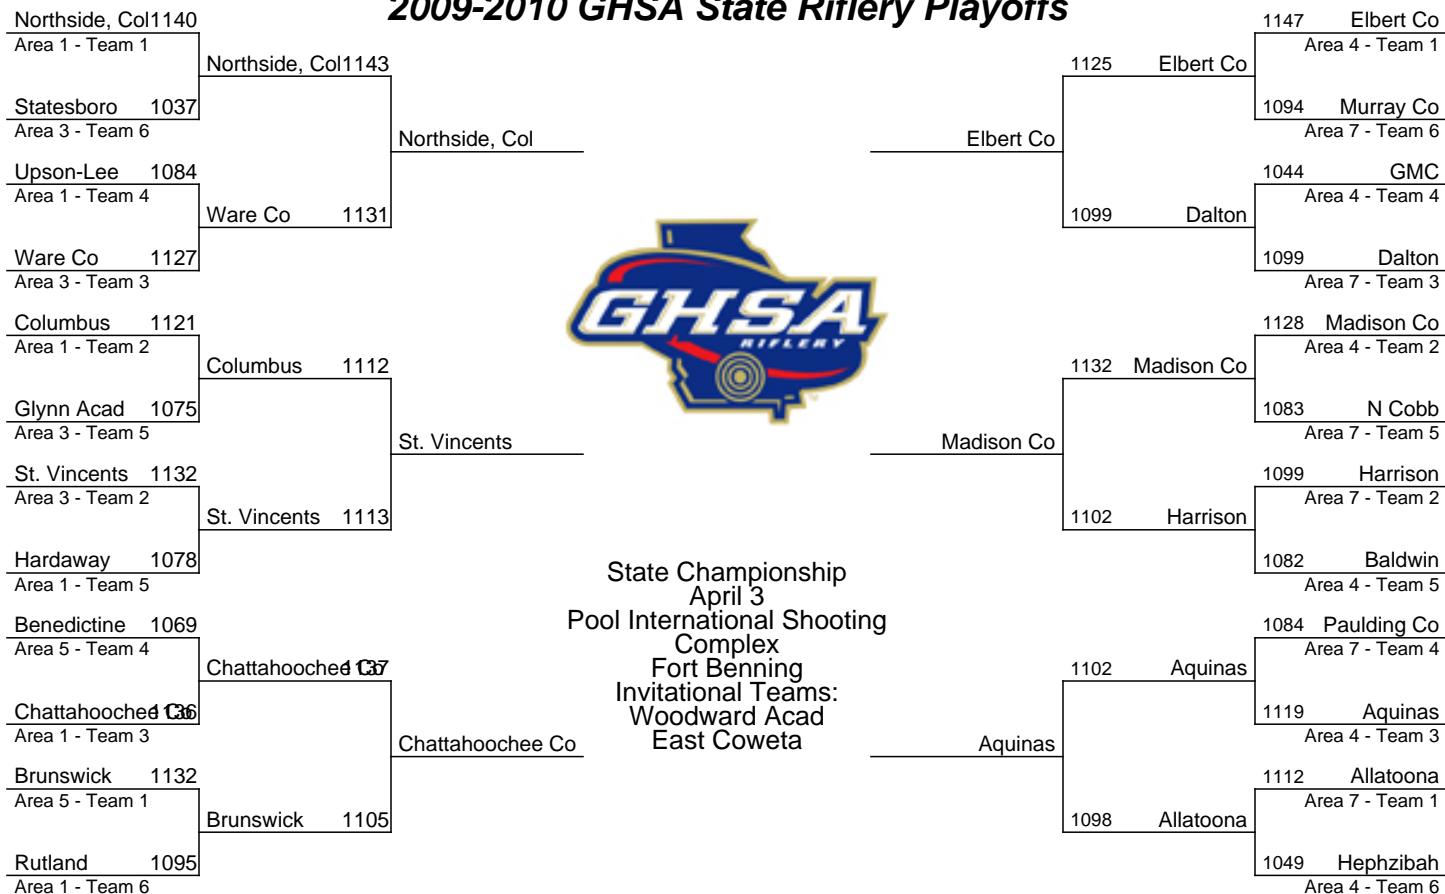 2009-2010 GHSA State Riflery Playoffs
Northside, Col 1140
Area 1 - Team 1
Statesboro 1037
Area 3 - Team 6
Upson-Lee 1084
Area 1 - Team 4
Ware Co 1127
Area 3 - Team 3
Columbus 1121
Area 1 - Team 2
Glynn Acad 1075
Area 3 - Team 5
St. Vincents 1132
Area 3 - Team 2
Hardaway 1078
Area 1 - Team 5
Benedictine 1069
Area 5 - Team 4
Chattahoochee Co 1136
Area 1 - Team 3
Brunswick 1132
Area 5 - Team 1
Rutland 1095
Area 1 - Team 6
Northside, Col 1143
Ware Co 1131
Columbus 1112
St. Vincents 1113
Chattahoochee Co 1137
Brunswick 1105
Northside, Col
St. Vincents
Chattahoochee Co
GHSA
RIFLERY
State Championship
April 3
Pool International Shooting
Complex
Fort Benning
Invitational Teams:
Woodward Acad
East Coweta
Elbert Co
Madison Co
Aquinas
1125 Elbert Co
1099 Dalton
1132 Madison Co
1102 Harrison
1102 Aquinas
1098 Allatoona
1147 Elbert Co
Area 4 - Team 1
1094 Murray Co
Area 7 - Team 6
1044 GMC
Area 4 - Team 4
1099 Dalton
Area 7 - Team 3
1128 Madison Co
Area 4 - Team 2
1083 N Cobb
Area 7 - Team 5
1099 Harrison
Area 7 - Team 2
1082 Baldwin
Area 4 - Team 5
1084 Paulding Co
Area 7 - Team 4
1119 Aquinas
Area 4 - Team 3
1112 Allatoona
Area 7 - Team 1
1049 Hephzibah
Area 4 - Team 6